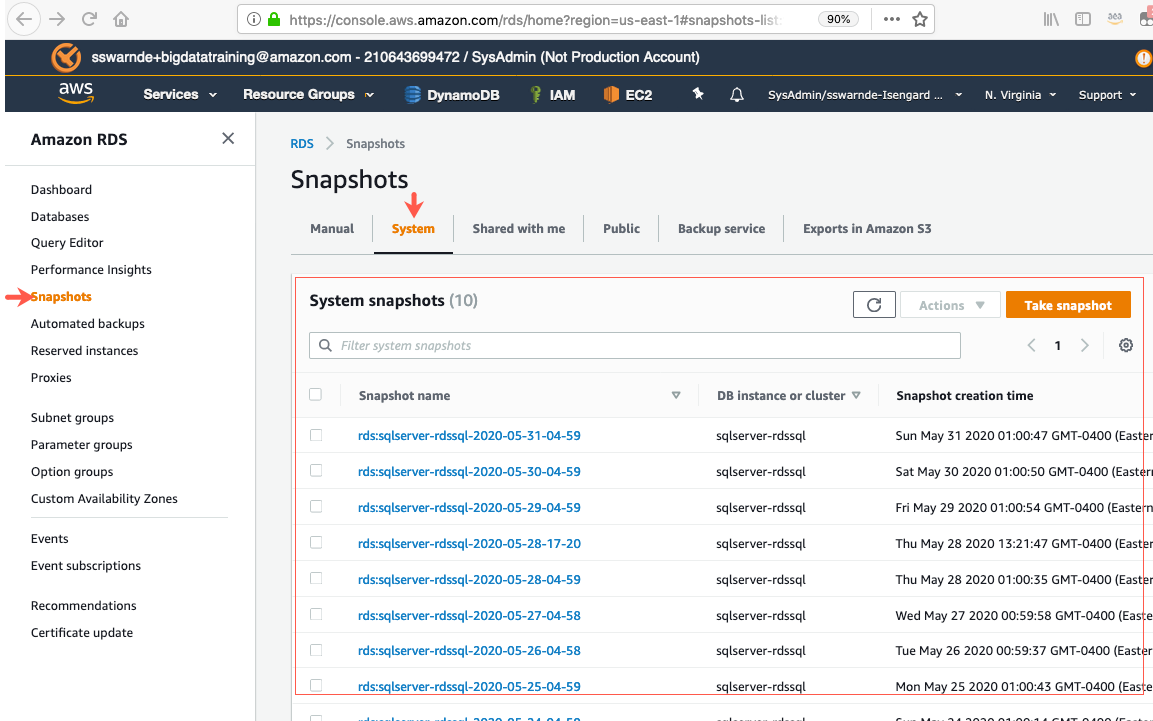 https://console.aws.amazon.com/rds/home?region=us-east-1#snapshots-list:
90%
sswarnde+bigdatatraining@amazon.com - 210643699472 / SysAdmin (Not Production Account)
aws Services Resource Groups DynamoDB IAM EC2 SysAdmin/sswarnde-Isengard ... N. Virginia Support
Amazon RDS
Dashboard
Databases
Query Editor
Performance Insights
Snapshots
Automated backups
Reserved instances
Proxies
Subnet groups
Parameter groups
Option groups
Custom Availability Zones
Events
Event subscriptions
Recommendations
Certificate update
RDS > Snapshots
Snapshots
Manual System Shared with me Public Backup service Exports in Amazon S3
System snapshots (10)
Actions Take snapshot
Filter system snapshots
1
Snapshot name DB instance or cluster Snapshot creation time
rds:sqlserver-rdssql-2020-05-31-04-59 sqlserver-rdssql Sun May 31 2020 01:00:47 GMT-0400 (Eastern
rds:sqlserver-rdssql-2020-05-30-04-59 sqlserver-rdssql Sat May 30 2020 01:00:50 GMT-0400 (Eastern
rds:sqlserver-rdssql-2020-05-29-04-59 sqlserver-rdssql Fri May 29 2020 01:00:54 GMT-0400 (Eastern
rds:sqlserver-rdssql-2020-05-28-17-20 sqlserver-rdssql Thu May 28 2020 13:21:47 GMT-0400 (Easter
rds:sqlserver-rdssql-2020-05-28-04-59 sqlserver-rdssql Thu May 28 2020 01:00:35 GMT-0400 (Easter
rds:sqlserver-rdssql-2020-05-27-04-58 sqlserver-rdssql Wed May 27 2020 00:59:58 GMT-0400 (Easte
rds:sqlserver-rdssql-2020-05-26-04-58 sqlserver-rdssql Tue May 26 2020 00:59:37 GMT-0400 (Easter
rds:sqlserver-rdssql-2020-05-25-04-59 sqlserver-rdssql Mon May 25 2020 01:00:43 GMT-0400 (Easte